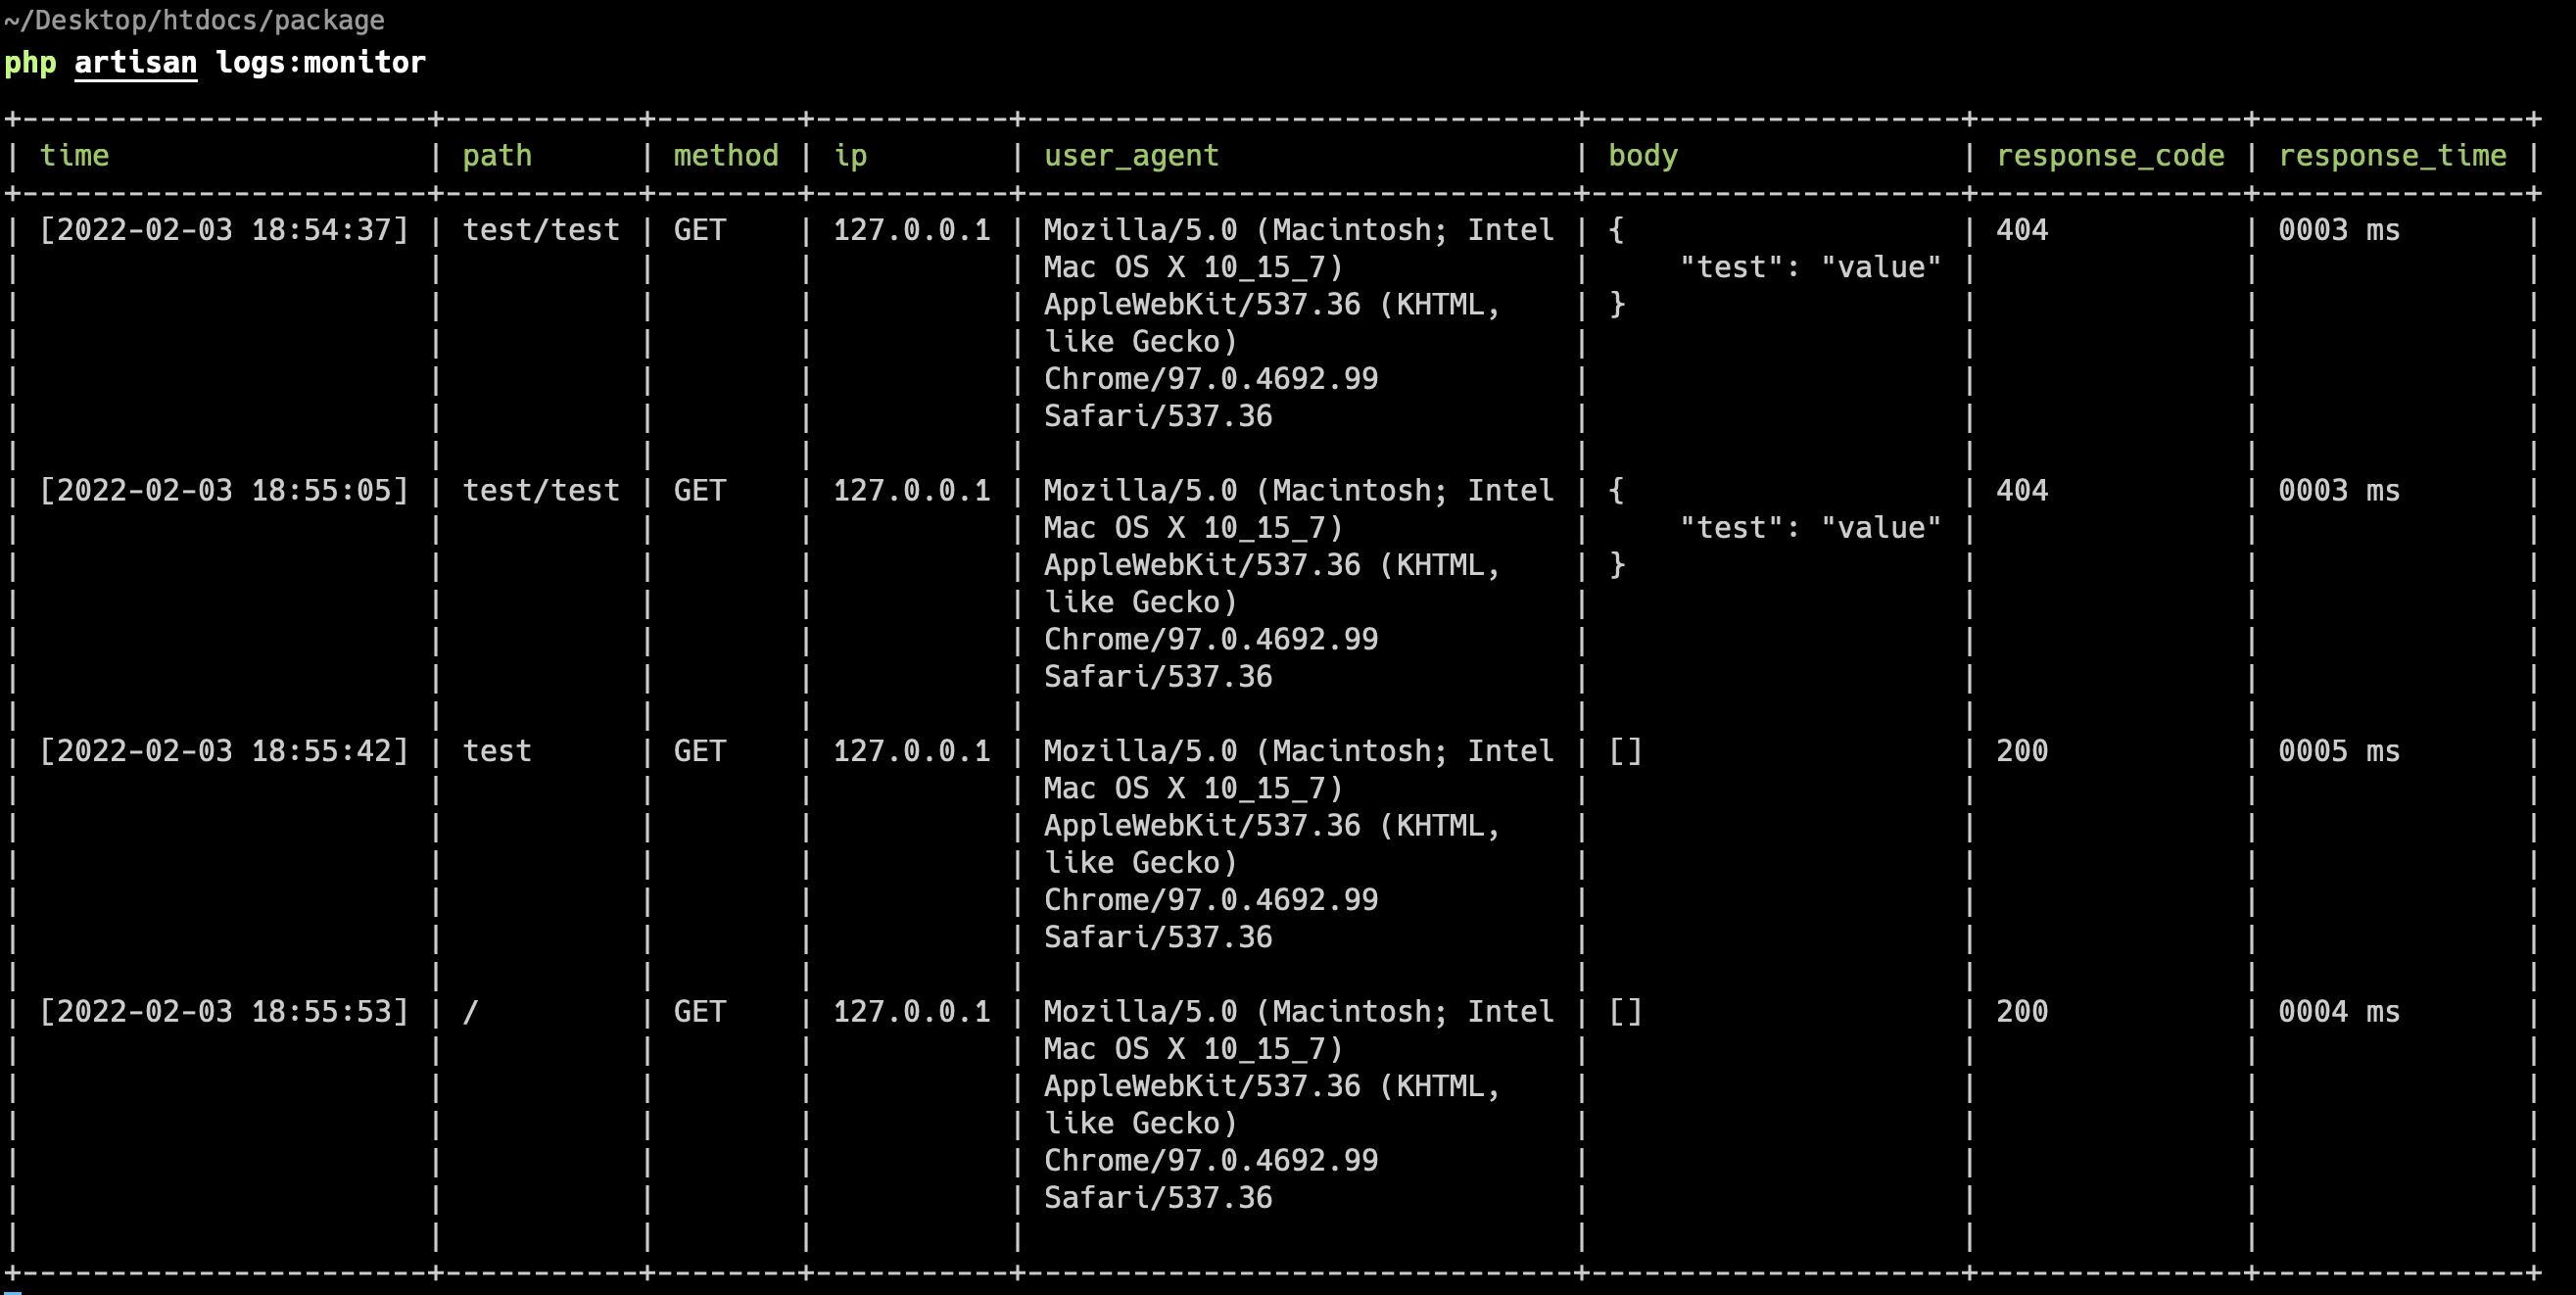 ~/Desktop/htdocs/package
php artisan logs:monitor
+-----------------------+-----------+--------+-----------+-------------------------------+---------------------+---------------+---------------+
| time                  | path      | method | ip        | user_agent                    | body                | response_code | response_time |
+-----------------------+-----------+--------+-----------+-------------------------------+---------------------+---------------+---------------+
| [2022-02-03 18:54:37] | test/test | GET    | 127.0.0.1 | Mozilla/5.0 (Macintosh; Intel | {                   | 404           | 0003 ms       |
|                       |           |        |           | Mac OS X 10_15_7)             |     "test": "value" |               |               |
|                       |           |        |           | AppleWebKit/537.36 (KHTML,    | }                   |               |               |
|                       |           |        |           | like Gecko)                   |                     |               |               |
|                       |           |        |           | Chrome/97.0.4692.99           |                     |               |               |
|                       |           |        |           | Safari/537.36                 |                     |               |               |
|                       |           |        |           |                               |                     |               |               |
| [2022-02-03 18:55:05] | test/test | GET    | 127.0.0.1 | Mozilla/5.0 (Macintosh; Intel | {                   | 404           | 0003 ms       |
|                       |           |        |           | Mac OS X 10_15_7)             |     "test": "value" |               |               |
|                       |           |        |           | AppleWebKit/537.36 (KHTML,    | }                   |               |               |
|                       |           |        |           | like Gecko)                   |                     |               |               |
|                       |           |        |           | Chrome/97.0.4692.99           |                     |               |               |
|                       |           |        |           | Safari/537.36                 |                     |               |               |
|                       |           |        |           |                               |                     |               |               |
| [2022-02-03 18:55:42] | test      | GET    | 127.0.0.1 | Mozilla/5.0 (Macintosh; Intel | []                  | 200           | 0005 ms       |
|                       |           |        |           | Mac OS X 10_15_7)             |                     |               |               |
|                       |           |        |           | AppleWebKit/537.36 (KHTML,    |                     |               |               |
|                       |           |        |           | like Gecko)                   |                     |               |               |
|                       |           |        |           | Chrome/97.0.4692.99           |                     |               |               |
|                       |           |        |           | Safari/537.36                 |                     |               |               |
|                       |           |        |           |                               |                     |               |               |
| [2022-02-03 18:55:53] | /         | GET    | 127.0.0.1 | Mozilla/5.0 (Macintosh; Intel | []                  | 200           | 0004 ms       |
|                       |           |        |           | Mac OS X 10_15_7)             |                     |               |               |
|                       |           |        |           | AppleWebKit/537.36 (KHTML,    |                     |               |               |
|                       |           |        |           | like Gecko)                   |                     |               |               |
|                       |           |        |           | Chrome/97.0.4692.99           |                     |               |               |
|                       |           |        |           | Safari/537.36                 |                     |               |               |
|                       |           |        |           |                               |                     |               |               |
+-----------------------+-----------+--------+-----------+-------------------------------+---------------------+---------------+---------------+